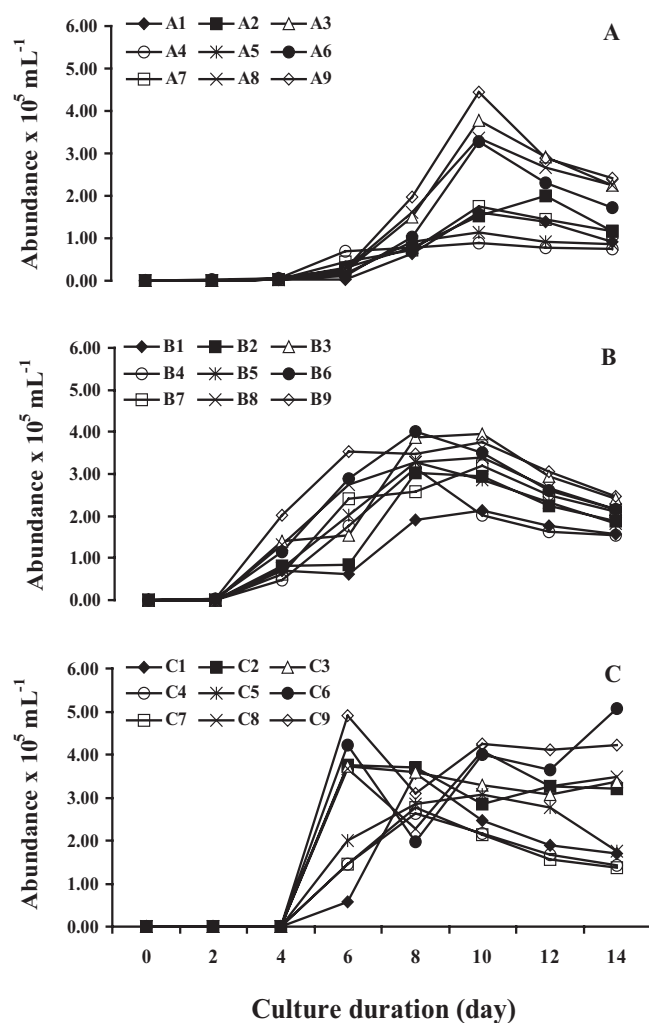 A1 A2 A3
A4 A5 A6
A7 A8 A9
A
Abundance x 10⁵ mL⁻¹
6.00
5.00
4.00
3.00
2.00
1.00
0.00
B1 B2 B3
B4 B5 B6
B7 B8 B9
B
Abundance x 10⁵ mL⁻¹
6.00
5.00
4.00
3.00
2.00
1.00
0.00
C1 C2 C3
C4 C5 C6
C7 C8 C9
C
Abundance x 10⁵ mL⁻¹
6.00
5.00
4.00
3.00
2.00
1.00
0.00
0 2 4 6 8 10 12 14
Culture duration (day)